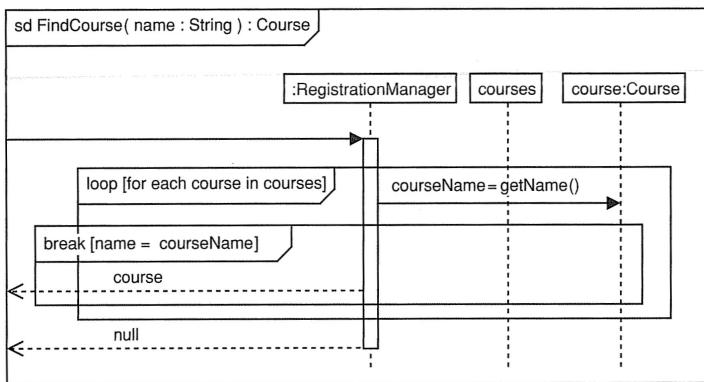 sd FindCourse( name : String ) : Course
:RegistrationManager
courses
course:Course
loop [for each course in courses]
courseName = getName()
break [name = courseName]
course
null